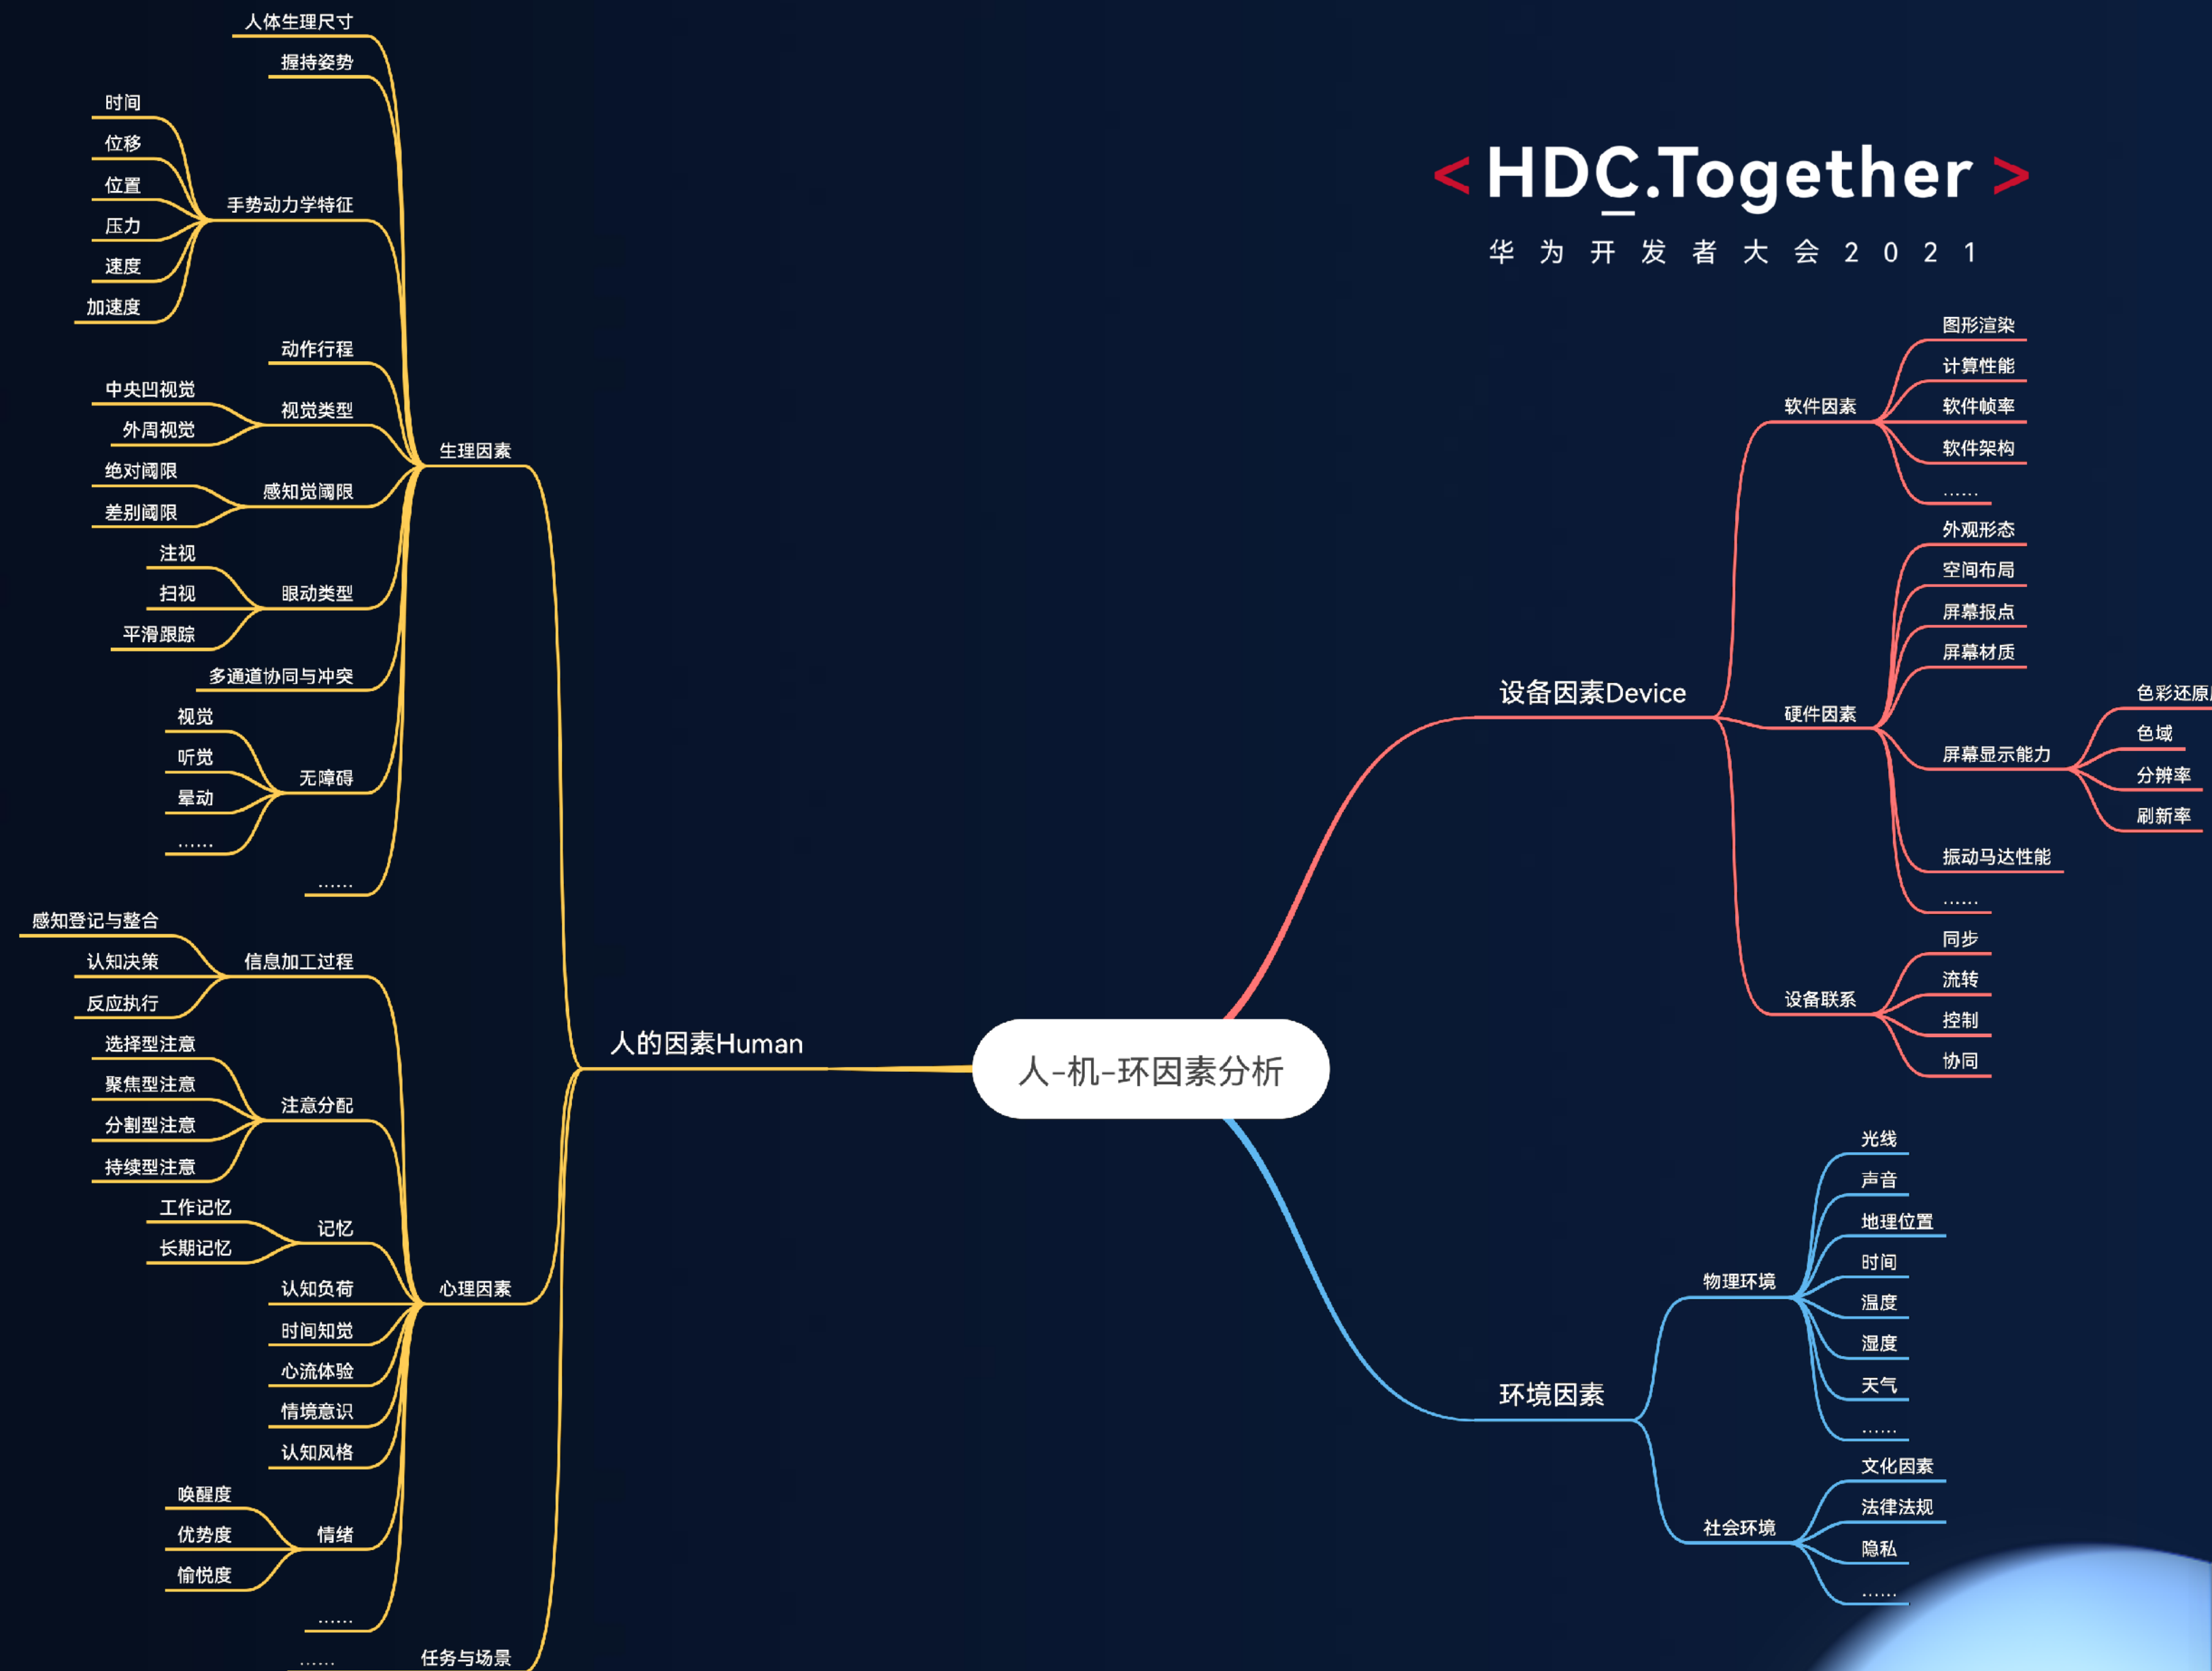 人体生理尺寸
握持姿势
时间
位移
位置
压力
速度
加速度
手势动力学特征
动作行程
中央凹视觉
外周视觉
视觉类型
绝对阈限
差别阈限
感知觉阈限
注视
扫视
平滑跟踪
眼动类型
多通道协同与冲突
视觉
听觉
晕动
......
无障碍
......
生理因素
感知登记与整合
认知决策
反应执行
信息加工过程
选择型注意
聚焦型注意
分割型注意
持续型注意
注意分配
工作记忆
长期记忆
记忆
认知负荷
时间知觉
心流体验
情境意识
认知风格
唤醒度
优势度
愉悦度
情绪
......
心理因素
......
任务与场景
人的因素Human
人-机-环因素分析
<HDC.Together>
华为开发者大会2021
设备因素Device
软件因素
图形渲染
计算性能
软件帧率
软件架构
......
硬件因素
外观形态
空间布局
屏幕报点
屏幕材质
屏幕显示能力
色彩还原
色域
分辨率
刷新率
振动马达性能
......
设备联系
同步
流转
控制
协同
环境因素
物理环境
光线
声音
地理位置
时间
温度
湿度
天气
......
社会环境
文化因素
法律法规
隐私
......